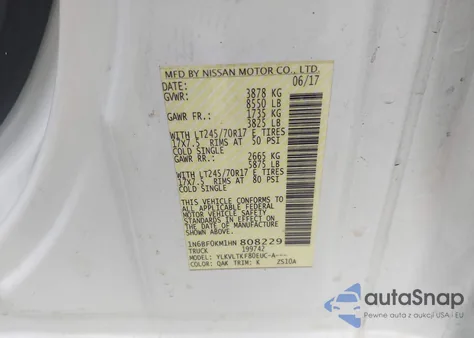 MFD BY NISSAN MOTOR CO., LTD.
DATE: 06/17
GVWR: 3878 KG
8550 LB
GAWR FR.: 1735 KG
3825 LB
WITH LT245/70R17 E TIRES
17X7.5 RIMS AT 50 PSI
COLD SINGLE
GAWR RR.: 2665 KG
5875 LB
WITH LT245/70R17 E TIRES
17X7.5 RIMS AT 80 PSI
COLD SINGLE
THIS VEHICLE CONFORMS TO
ALL APPLICABLE FEDERAL
MOTOR VEHICLE SAFETY
STANDARDS IN EFFECT ON
THE DATE OF MANUFACTURE
SHOWN ABOVE.
1N6BF0KM1HN808229
TRUCK 199742
MODEL: YLKVLTKF80EUC-A----
COLOR: QAK TRIM: K 2510A
autoSnap
Pewne auta z aukcji USA i EU